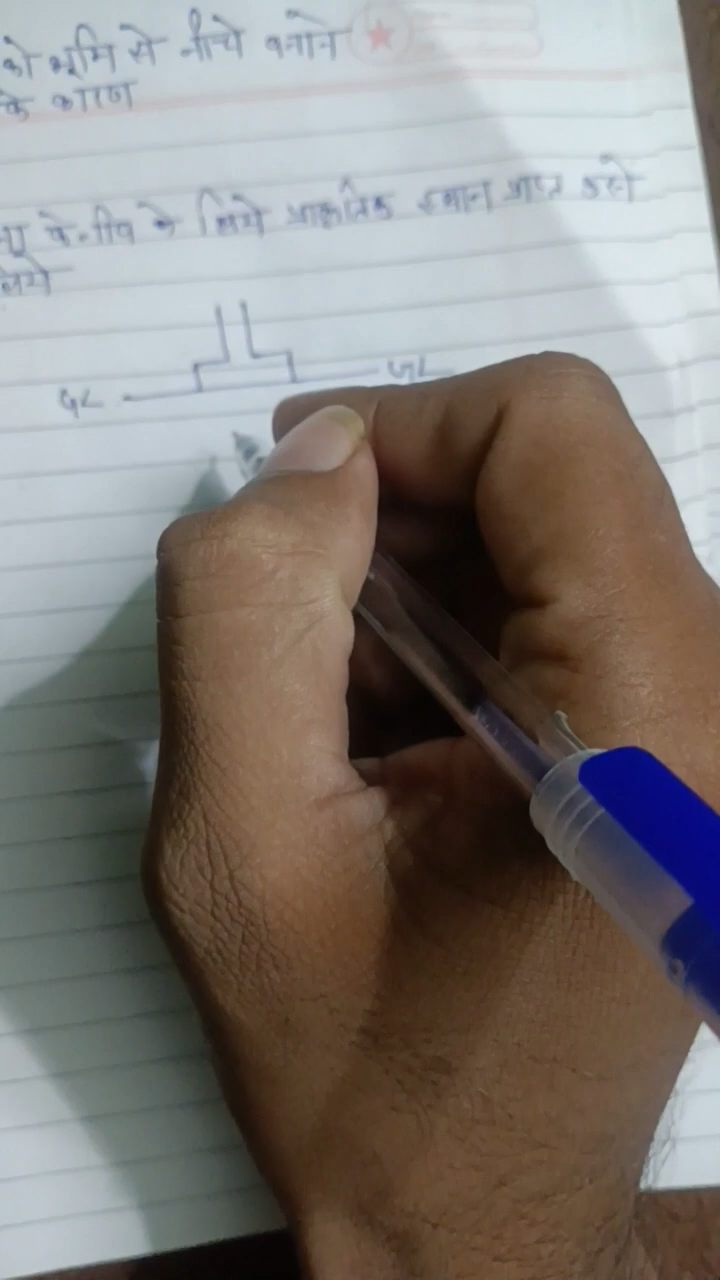 को भूमि से नीचे बनाने
के कारण
के लिये प्राकृतिक स्थान प्राप्त करने
लिये
GL GL